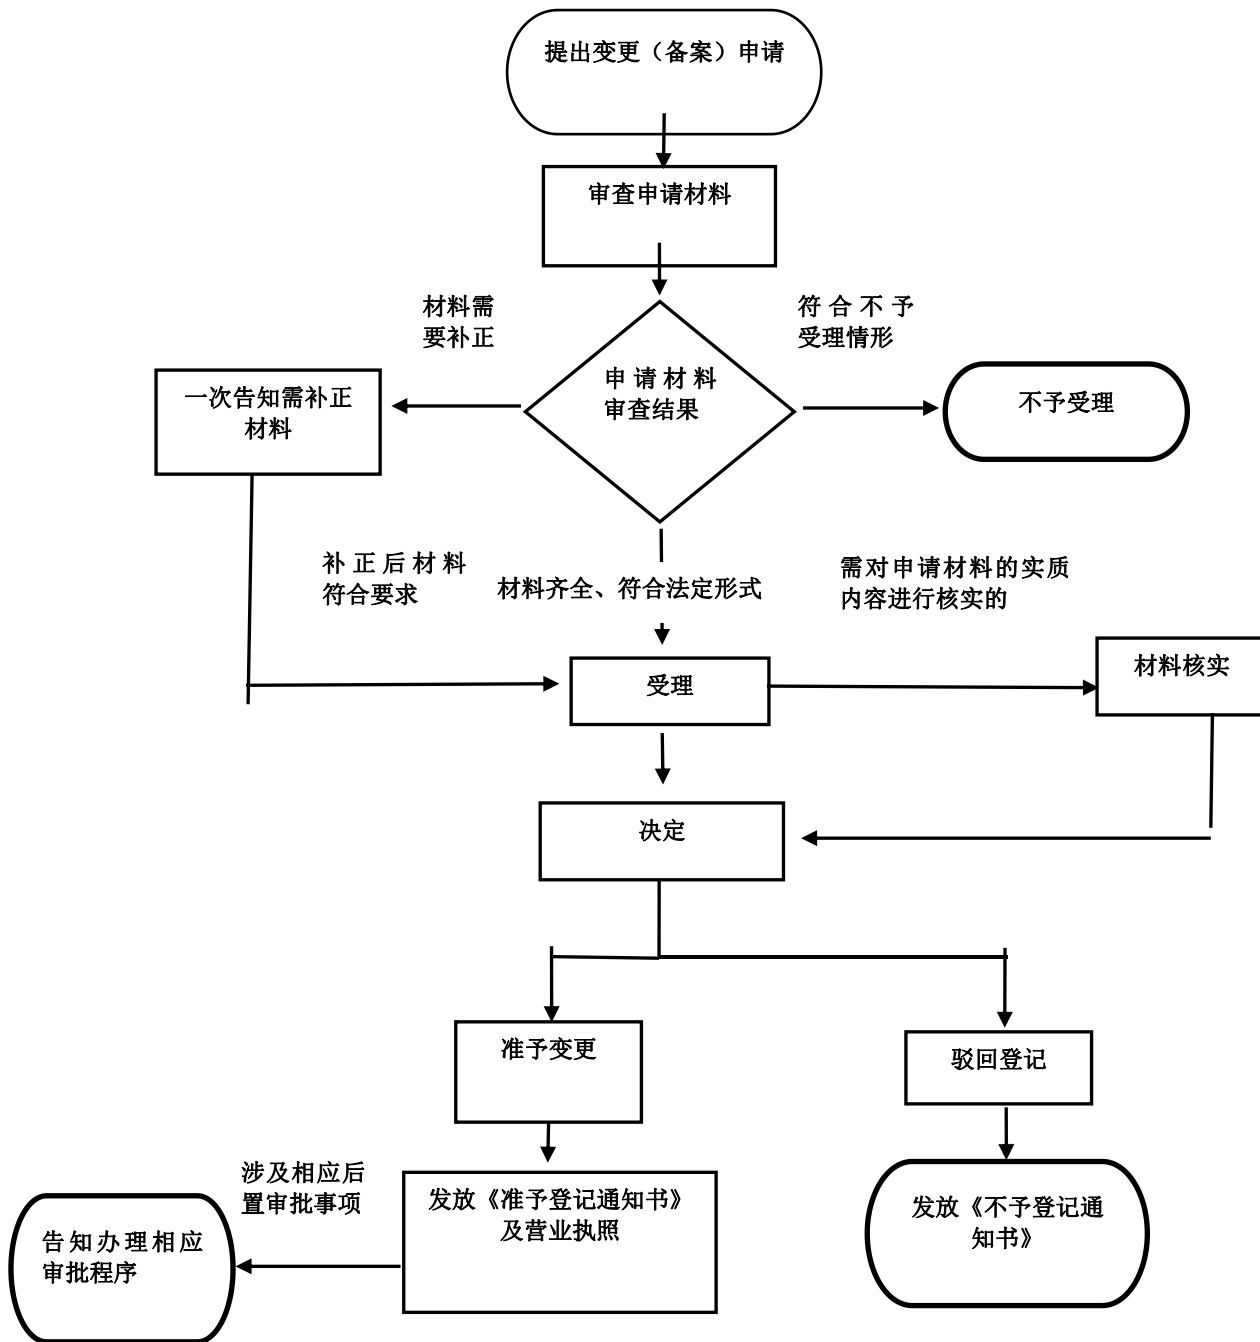 提出变更（备案）申请
审查申请材料
材料需
要补正
符合不予
受理情形
申请材料
审查结果
一次告知需补正
材料
不予受理
补正后材料
符合要求
材料齐全、符合法定形式
需对申请材料的实质
内容进行核实的
受理
材料核实
决定
准予变更
驳回登记
涉及相应后
置审批事项
发放《准予登记通知书》
及营业执照
发放《不予登记通
知书》
告知办理相应
审批程序